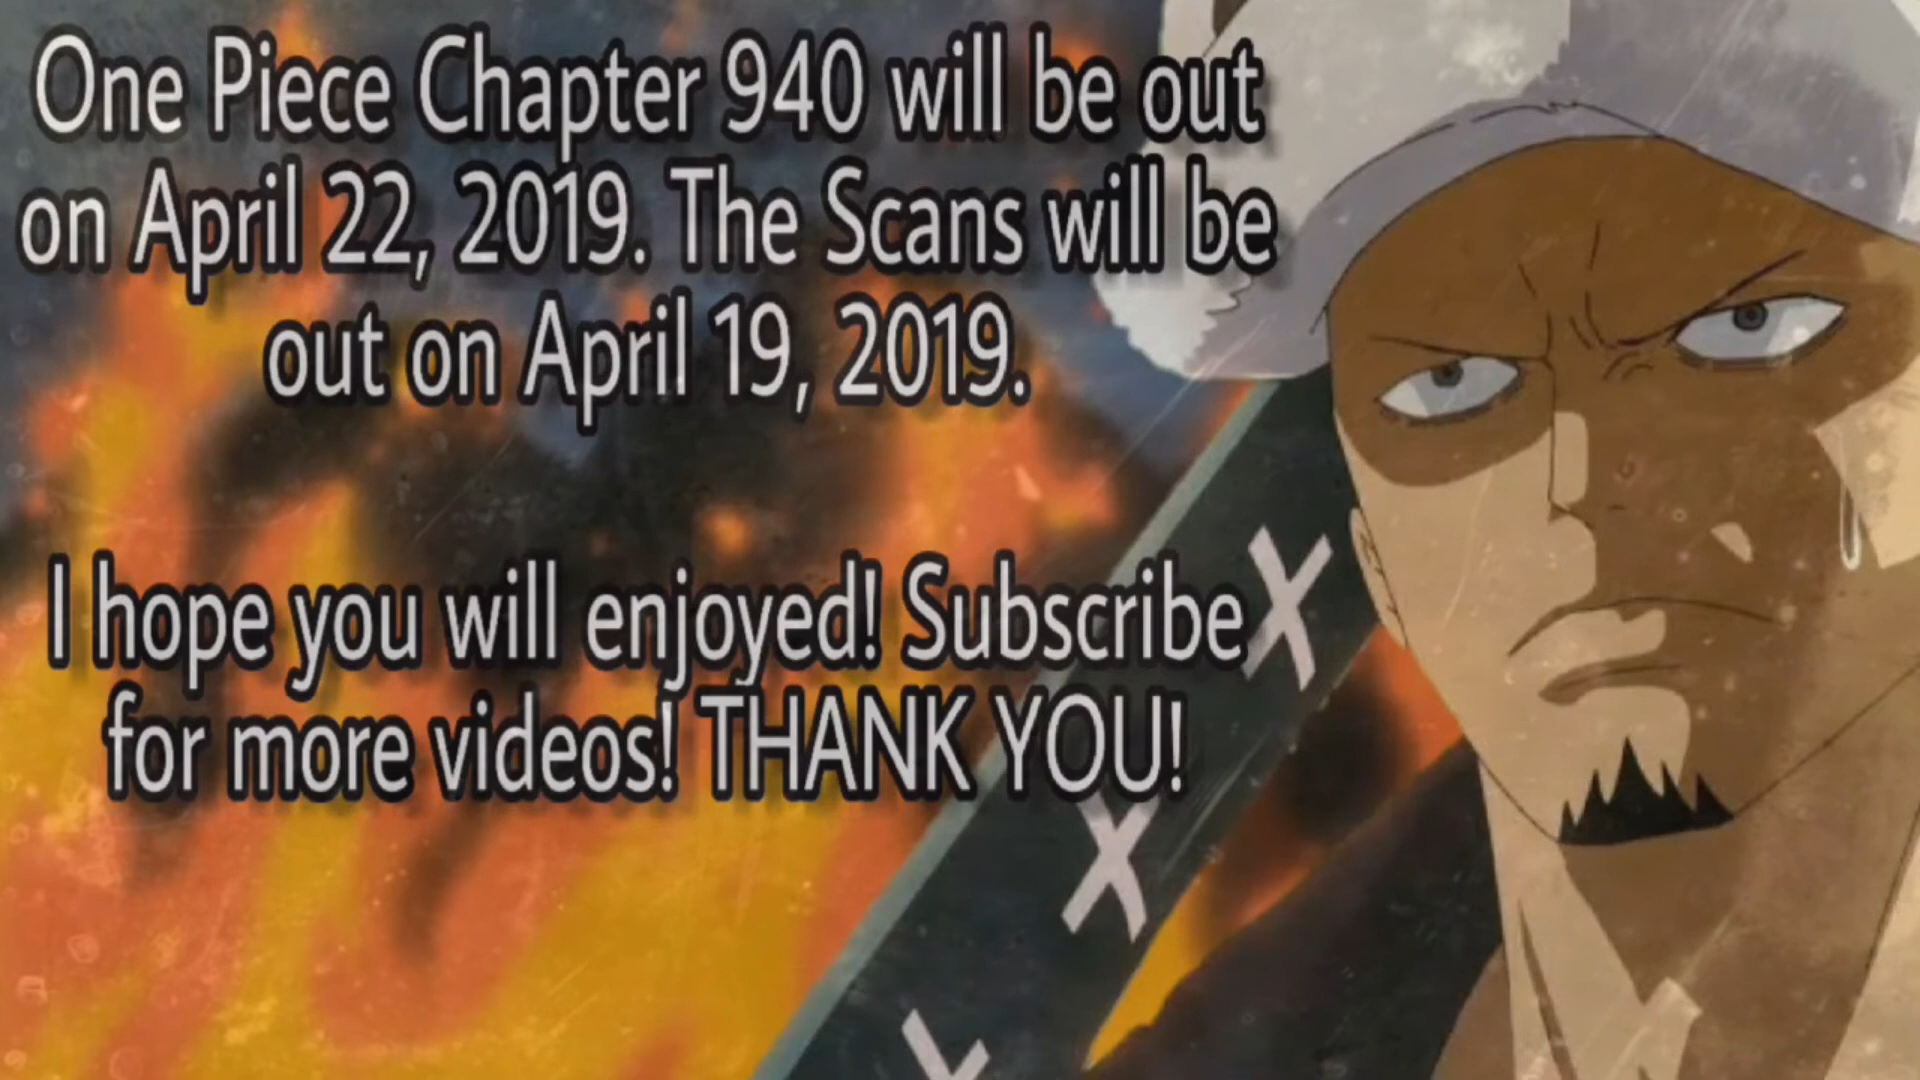 One Piece Chapter 940 will be out
on April 22, 2019. The Scans will be
out on April 19, 2019.
I hope you will enjoyed! Subscribe
for more videos! THANK YOU!